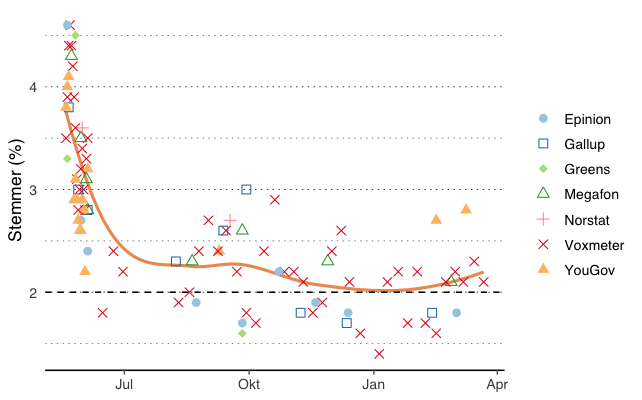 Stemmer (%)
4
3
2
Jul
Okt
Jan
Apr
Epinion
Gallup
Greens
Megafon
Norstat
Voxmeter
YouGov